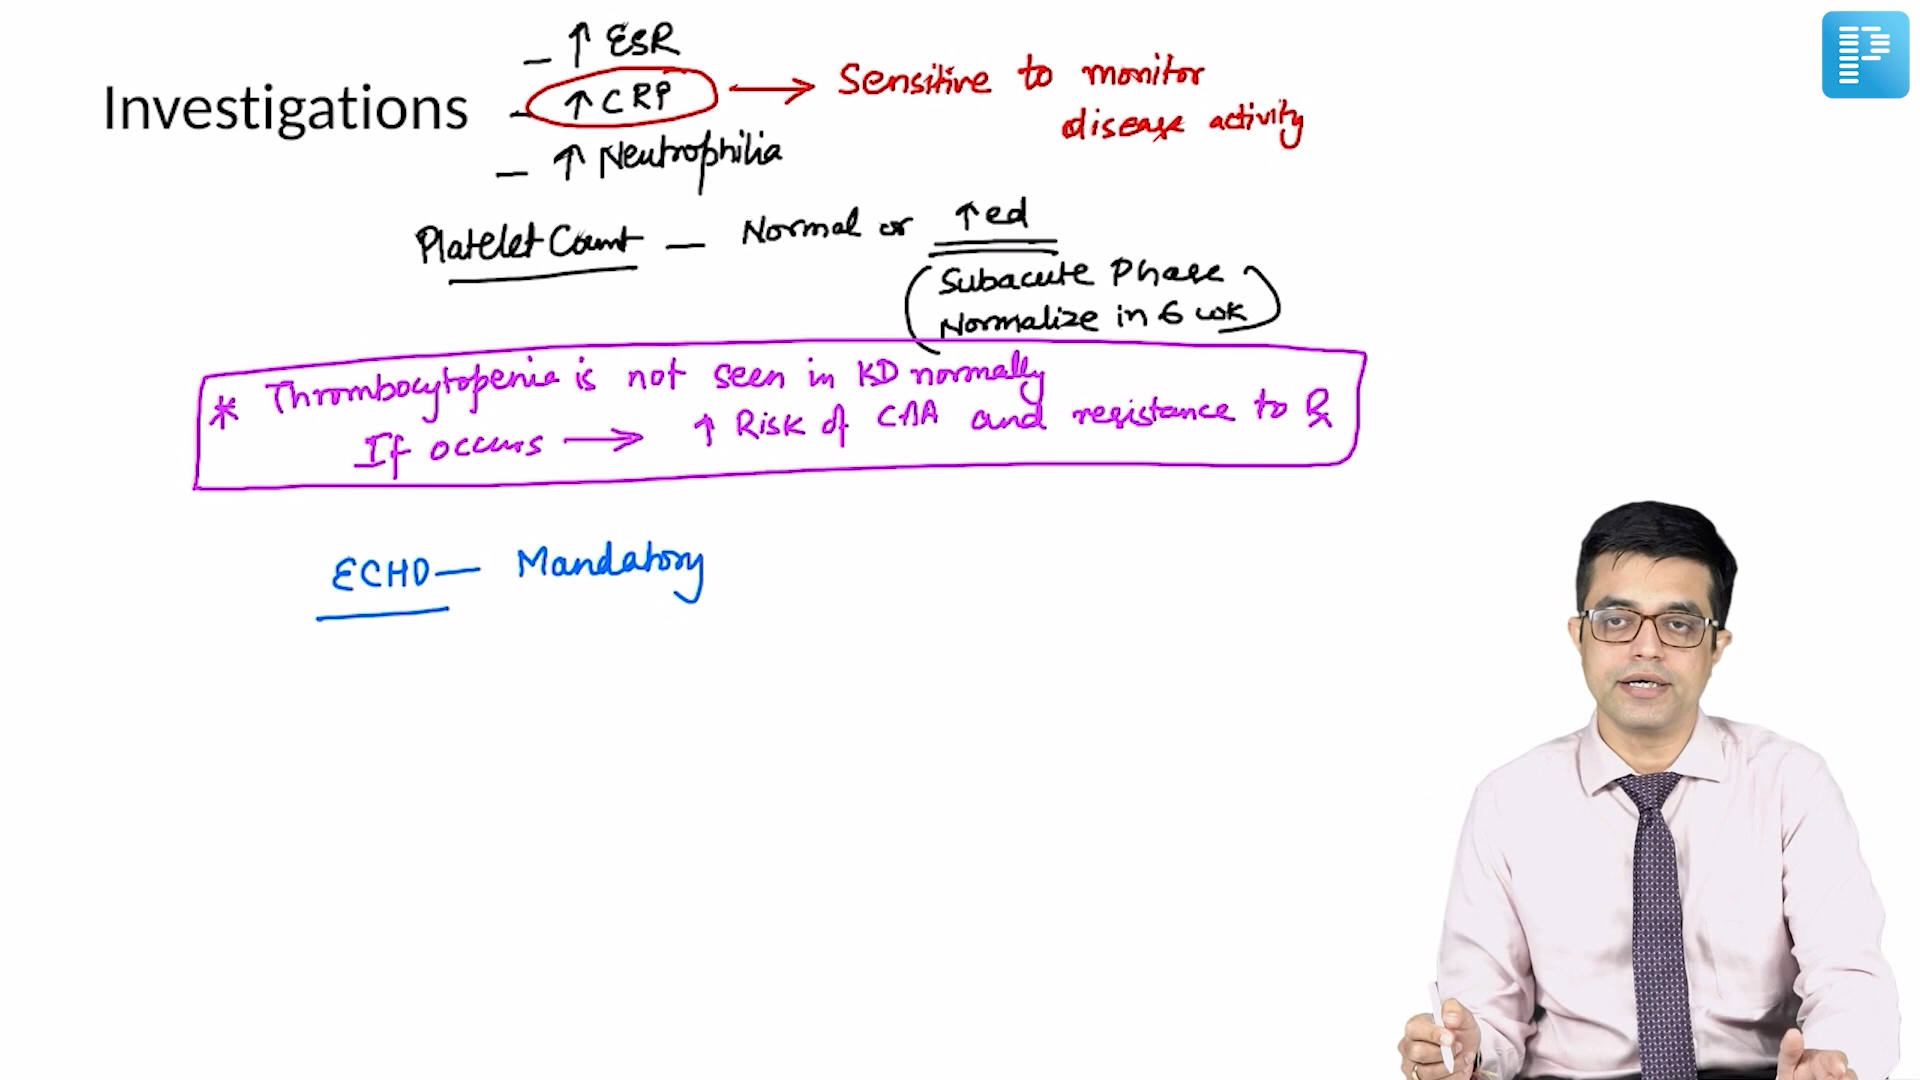 Investigations
– ↑ ESR
– ↑ CRP → Sensitive to monitor
disease activity
– ↑ Neutrophilia
Platelet Count – Normal or ↑ed
(Subacute Phase
Normalize in 6 wk)
* Thrombocytopenia is not seen in KD normally
If occurs → ↑ Risk of CAA and resistance to ℞
ECHO – Mandatory